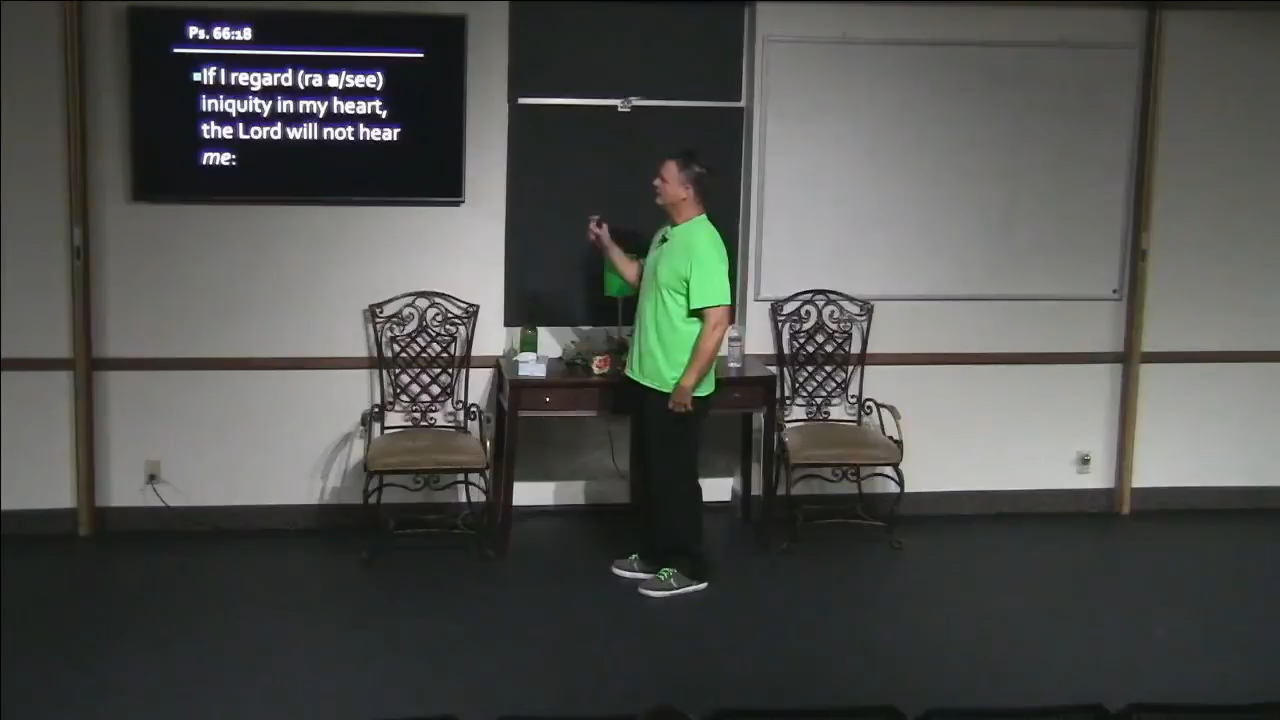 Ps. 66:18
▪If I regard (ra a/see)
iniquity in my heart,
the Lord will not hear
me: